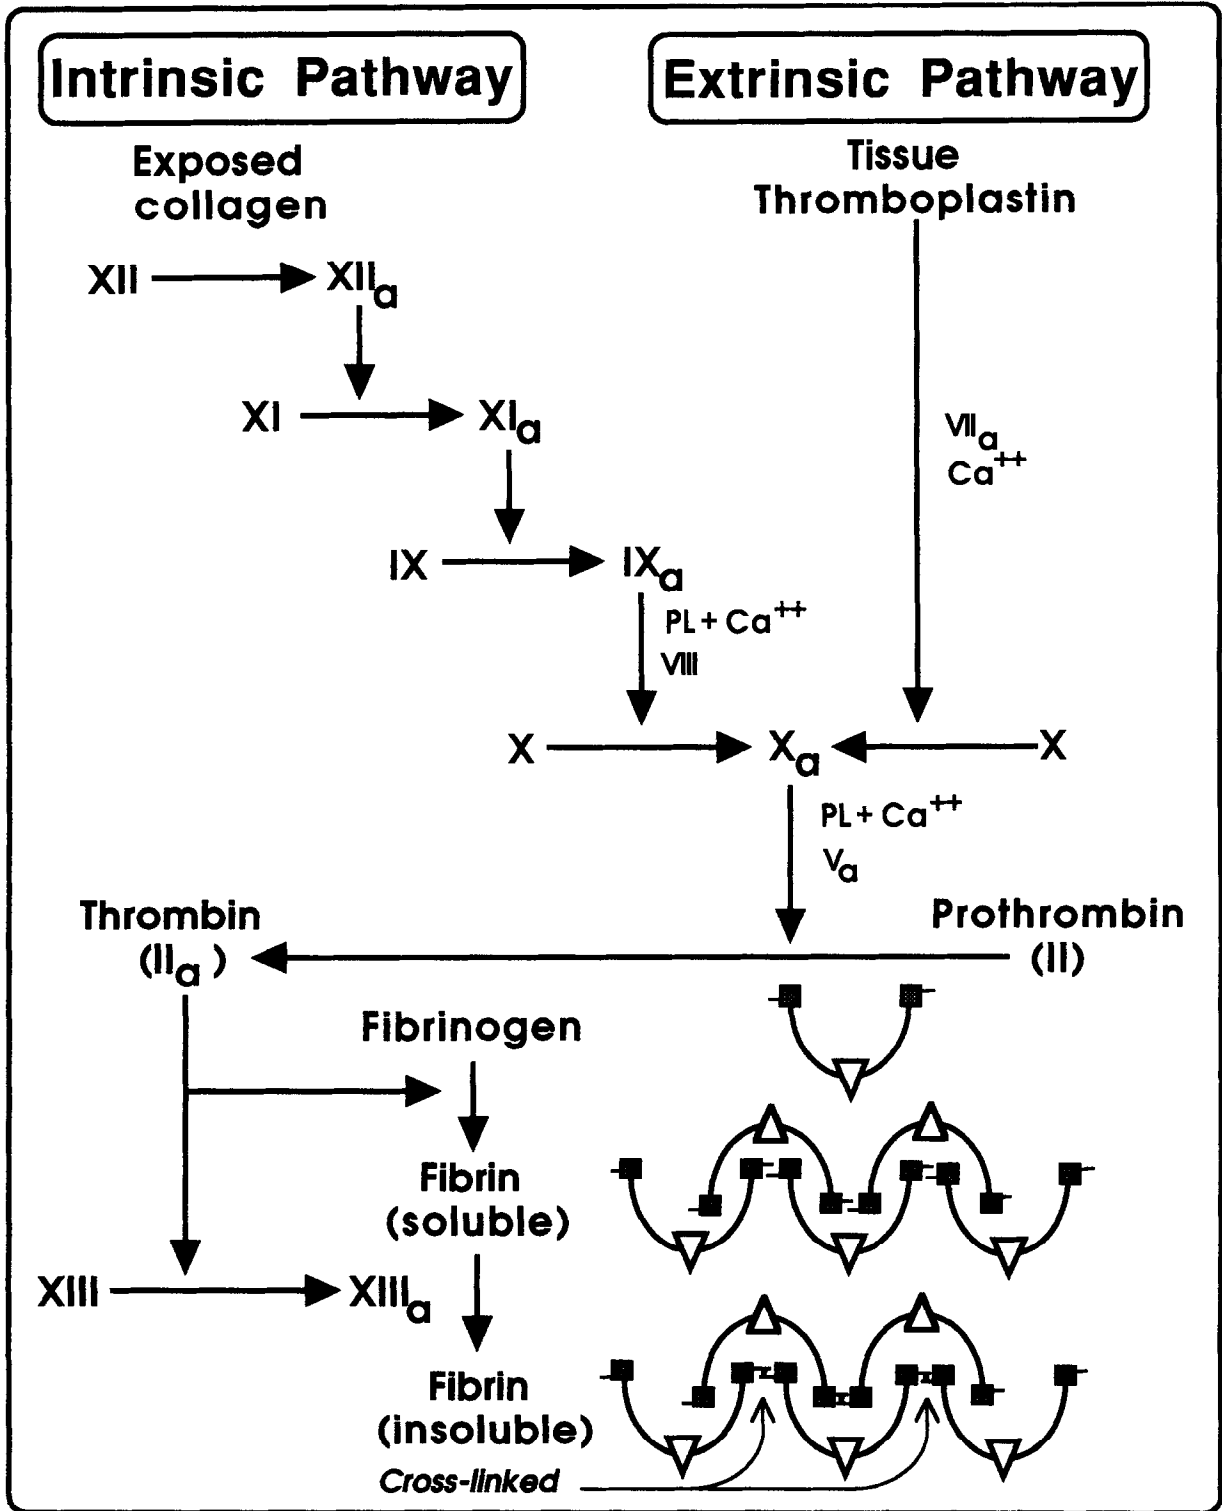 Intrinsic Pathway
Extrinsic Pathway
Exposed
collagen
Tissue
Thromboplastin
XII
XIIa
XI
XIa
VIIa
Ca++
IX
IXa
PL + Ca++
VIII
X
Xa
X
PL + Ca++
Va
Thrombin
(IIa)
Prothrombin
(II)
Fibrinogen
Fibrin
(soluble)
XIII
XIIIa
Fibrin
(insoluble)
Cross-linked